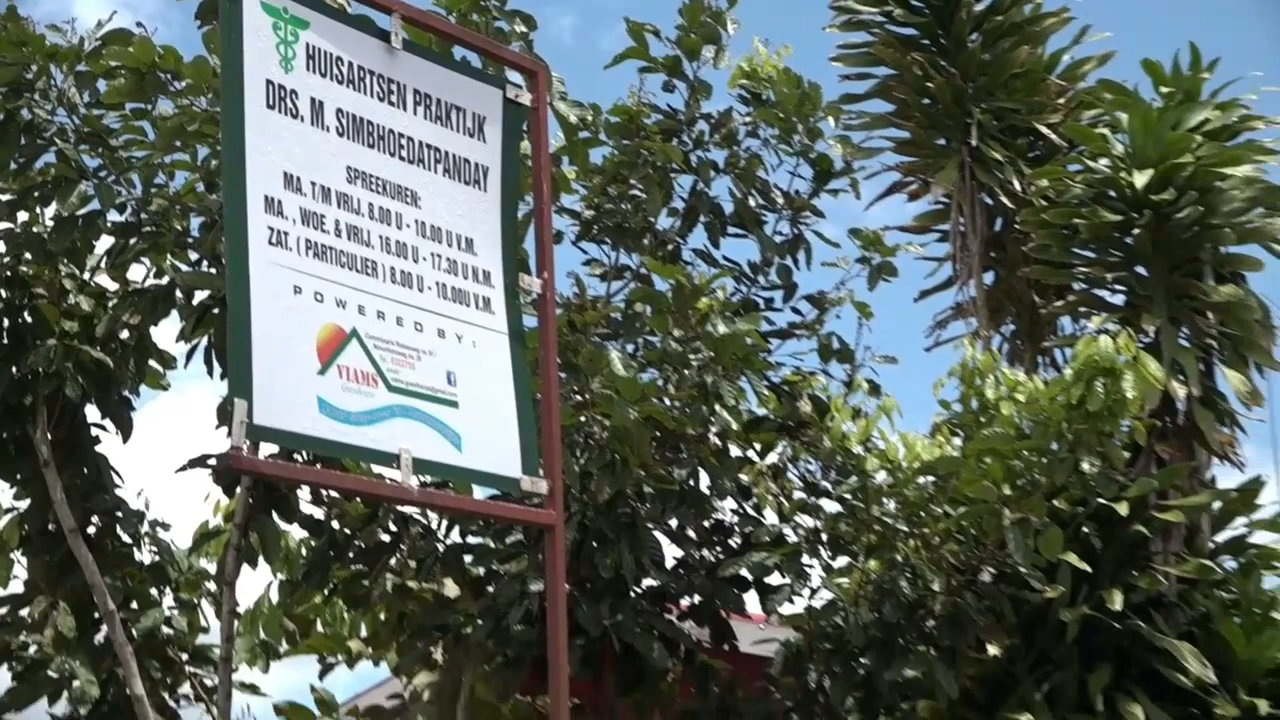 HUISARTSEN PRAKTIJK
DRS. M. SIMBHOEDATPANDAY
SPREEKUREN:
MA. T/M VRIJ. 8.00 U - 10.00 U V.M.
MA. , WOE. & VRIJ. 16.00 U - 17.30 U N.M.
ZAT. ( PARTICULIER ) 8.00 U - 10.00U V.M.
POWERED BY:
VIAMS